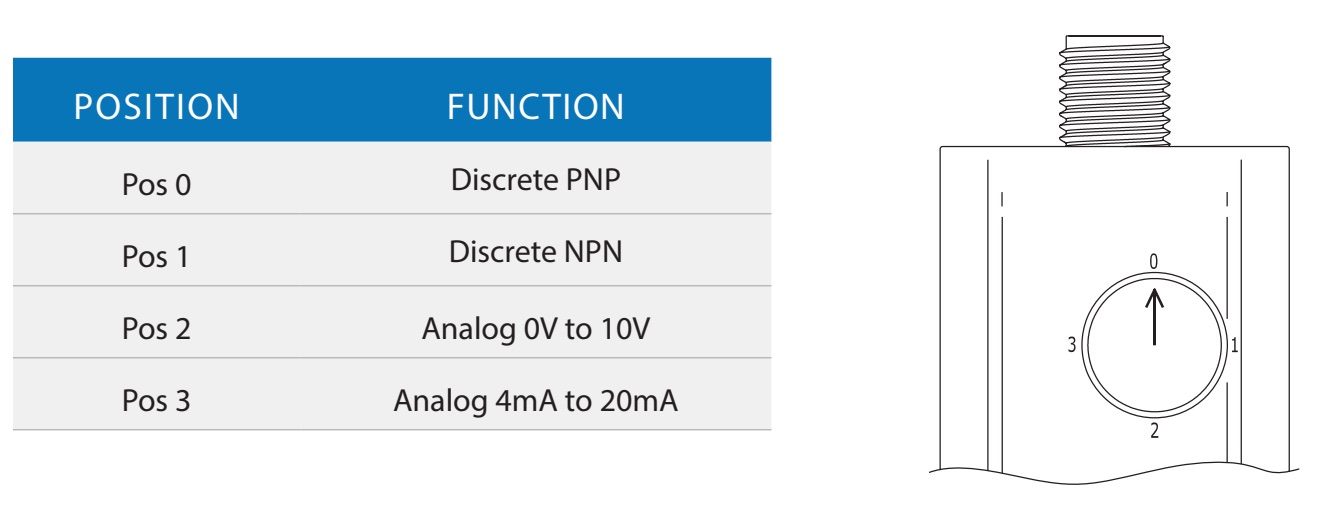 POSITION FUNCTION
Pos 0 Discrete PNP
Pos 1 Discrete NPN
Pos 2 Analog 0V to 10V
Pos 3 Analog 4mA to 20mA
0
3 1
2